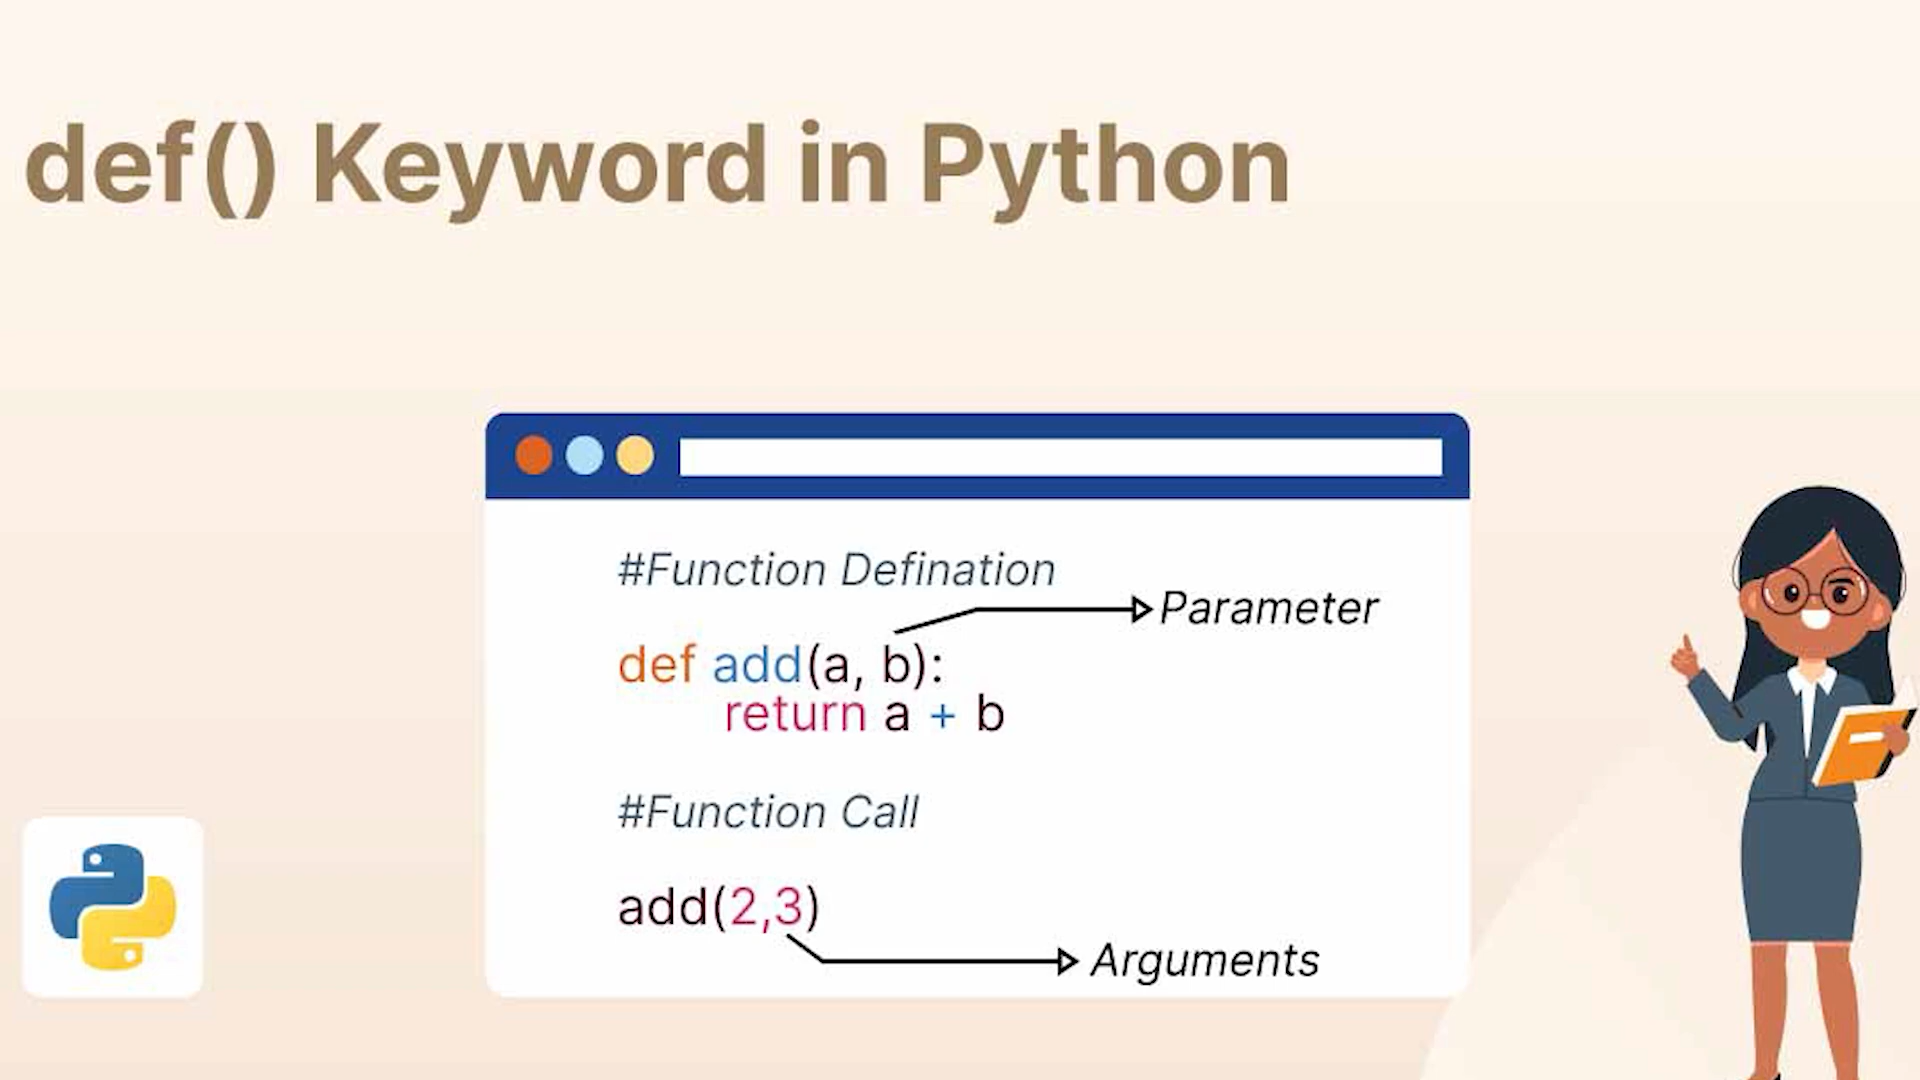 def() Keyword in Python
#Function Defination
Parameter
def add(a, b):
return a + b
#Function Call
add(2,3)
Arguments